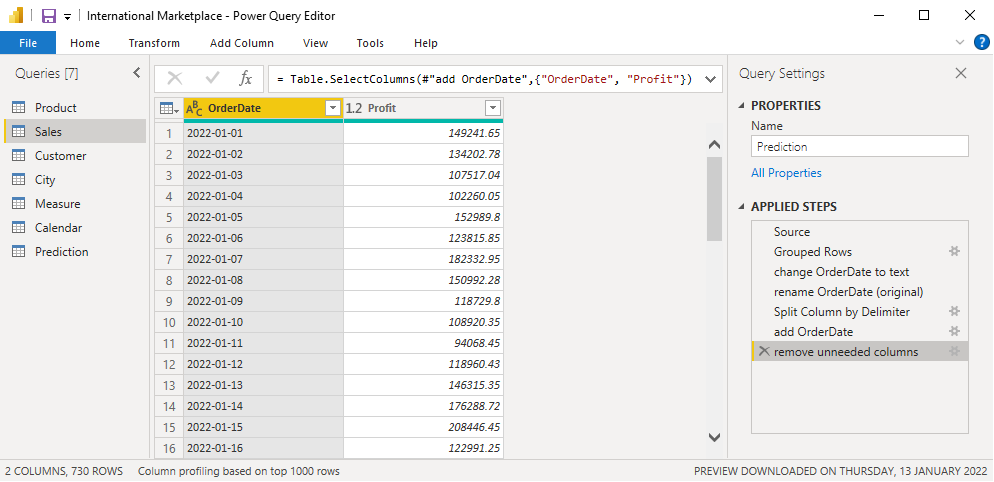 International Marketplace - Power Query Editor
File Home Transform Add Column View Tools Help ?
Queries [7]
Product
Sales
Customer
City
Measure
Calendar
Prediction
fx = Table.SelectColumns(#"add OrderDate",{"OrderDate", "Profit"})
ABC OrderDate 1.2 Profit
1 2022-01-01 149241.65
2 2022-01-02 134202.78
3 2022-01-03 107517.04
4 2022-01-04 102260.05
5 2022-01-05 152989.8
6 2022-01-06 123815.85
7 2022-01-07 182332.95
8 2022-01-08 150992.28
9 2022-01-09 118729.8
10 2022-01-10 108920.35
11 2022-01-11 94068.45
12 2022-01-12 118960.43
13 2022-01-13 146315.35
14 2022-01-14 176288.72
15 2022-01-15 208446.45
16 2022-01-16 122991.25
Query Settings
PROPERTIES
Name
Prediction
All Properties
APPLIED STEPS
Source
Grouped Rows
change OrderDate to text
rename OrderDate (original)
Split Column by Delimiter
add OrderDate
remove unneeded columns
2 COLUMNS, 730 ROWS Column profiling based on top 1000 rows PREVIEW DOWNLOADED ON THURSDAY, 13 JANUARY 2022